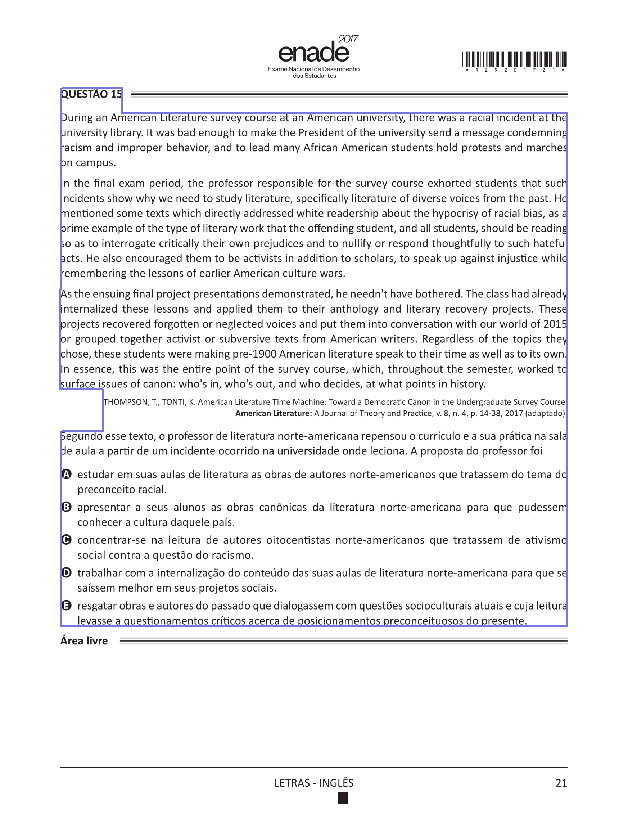 enade 2017
Exame Nacional de Desempenho
dos Estudantes
QUESTÃO 15
During an American Literature survey course at an American university, there was a racial incident at the
university library. It was bad enough to make the President of the university send a message condemning
racism and improper behavior, and to lead many African American students hold protests and marches
on campus.
In the final exam period, the professor responsible for the survey course exhorted students that such
incidents show why we need to study literature, specifically literature of diverse voices from the past. He
mentioned some texts which directly addressed white readership about the hypocrisy of racial bias, as a
prime example of the type of literary work that the offending student, and all students, should be reading
so as to interrogate critically their own prejudices and to nullify or respond thoughtfully to such hateful
acts. He also encouraged them to be activists in addition to scholars, to speak up against injustice while
remembering the lessons of earlier American culture wars.
As the ensuing final project presentations demonstrated, he needn't have bothered. The class had already
internalized these lessons and applied them to their anthology and literary recovery projects. These
projects recovered forgotten or neglected voices and put them into conversation with our world of 2015
or grouped together activist or subversive texts from American writers. Regardless of the topics they
chose, these students were making pre-1900 American literature speak to their time as well as to its own.
In essence, this was the entire point of the survey course, which, throughout the semester, worked to
surface issues of canon: who's in, who's out, and who decides, at what points in history.
THOMPSON, T.; TONTI, K. American Literature Time Machine: Toward a Democratic Canon in the Undergraduate Survey Course.
American Literature: A Journal of Theory and Practice, v. 8, n. 4, p. 14-38, 2017 (adaptado).
Segundo esse texto, o professor de literatura norte-americana repensou o currículo e a sua prática na sala
de aula a partir de um incidente ocorrido na universidade onde leciona. A proposta do professor foi
A estudar em suas aulas de literatura as obras de autores norte-americanos que tratassem do tema do
preconceito racial.
B apresentar a seus alunos as obras canônicas da literatura norte-americana para que pudessem
conhecer a cultura daquele país.
C concentrar-se na leitura de autores oitocentistas norte-americanos que tratassem de ativismo
social contra a questão do racismo.
D trabalhar com a internalização do conteúdo das suas aulas de literatura norte-americana para que se
saíssem melhor em seus projetos sociais.
E resgatar obras e autores do passado que dialogassem com questões socioculturais atuais e cuja leitura
levasse a questionamentos críticos acerca de posicionamentos preconceituosos do presente.
Área livre
LETRAS - INGLÊS
21